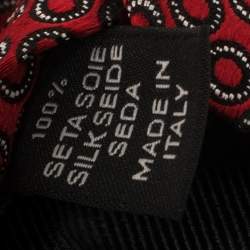 100%
SETA SOIE
SILK SEIDE
SEDA
MADE IN
ITALY